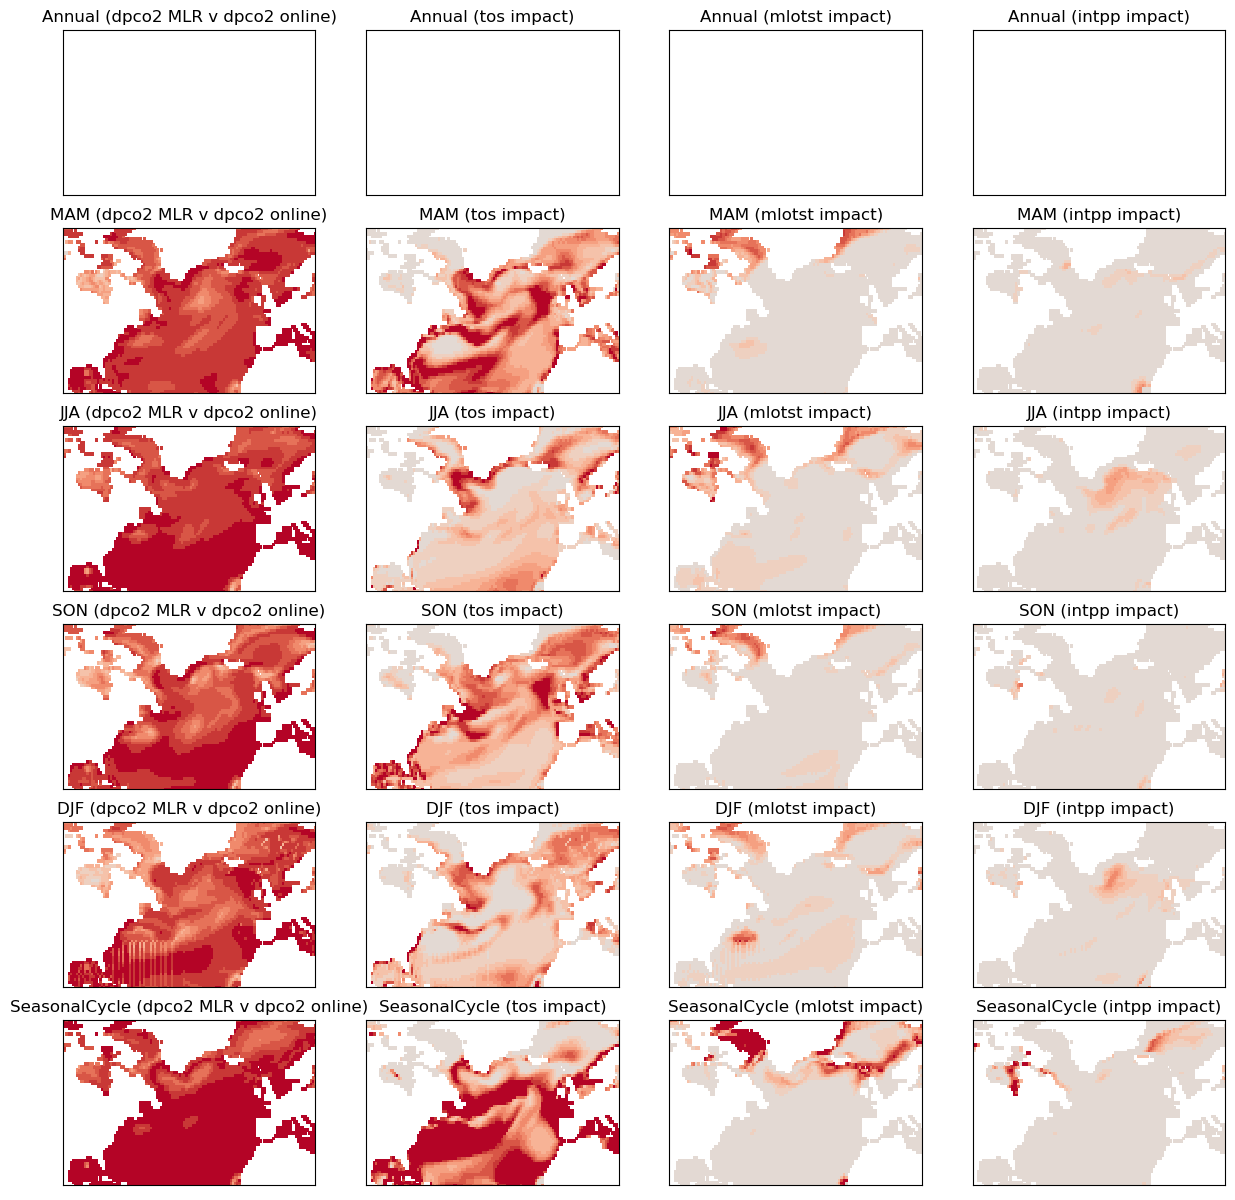 Annual (dpco2 MLR v dpco2 online)
Annual (tos impact)
Annual (mlotst impact)
Annual (intpp impact)
MAM (dpco2 MLR v dpco2 online)
MAM (tos impact)
MAM (mlotst impact)
MAM (intpp impact)
JJA (dpco2 MLR v dpco2 online)
JJA (tos impact)
JJA (mlotst impact)
JJA (intpp impact)
SON (dpco2 MLR v dpco2 online)
SON (tos impact)
SON (mlotst impact)
SON (intpp impact)
DJF (dpco2 MLR v dpco2 online)
DJF (tos impact)
DJF (mlotst impact)
DJF (intpp impact)
SeasonalCycle (dpco2 MLR v dpco2 online)
SeasonalCycle (tos impact)
SeasonalCycle (mlotst impact)
SeasonalCycle (intpp impact)